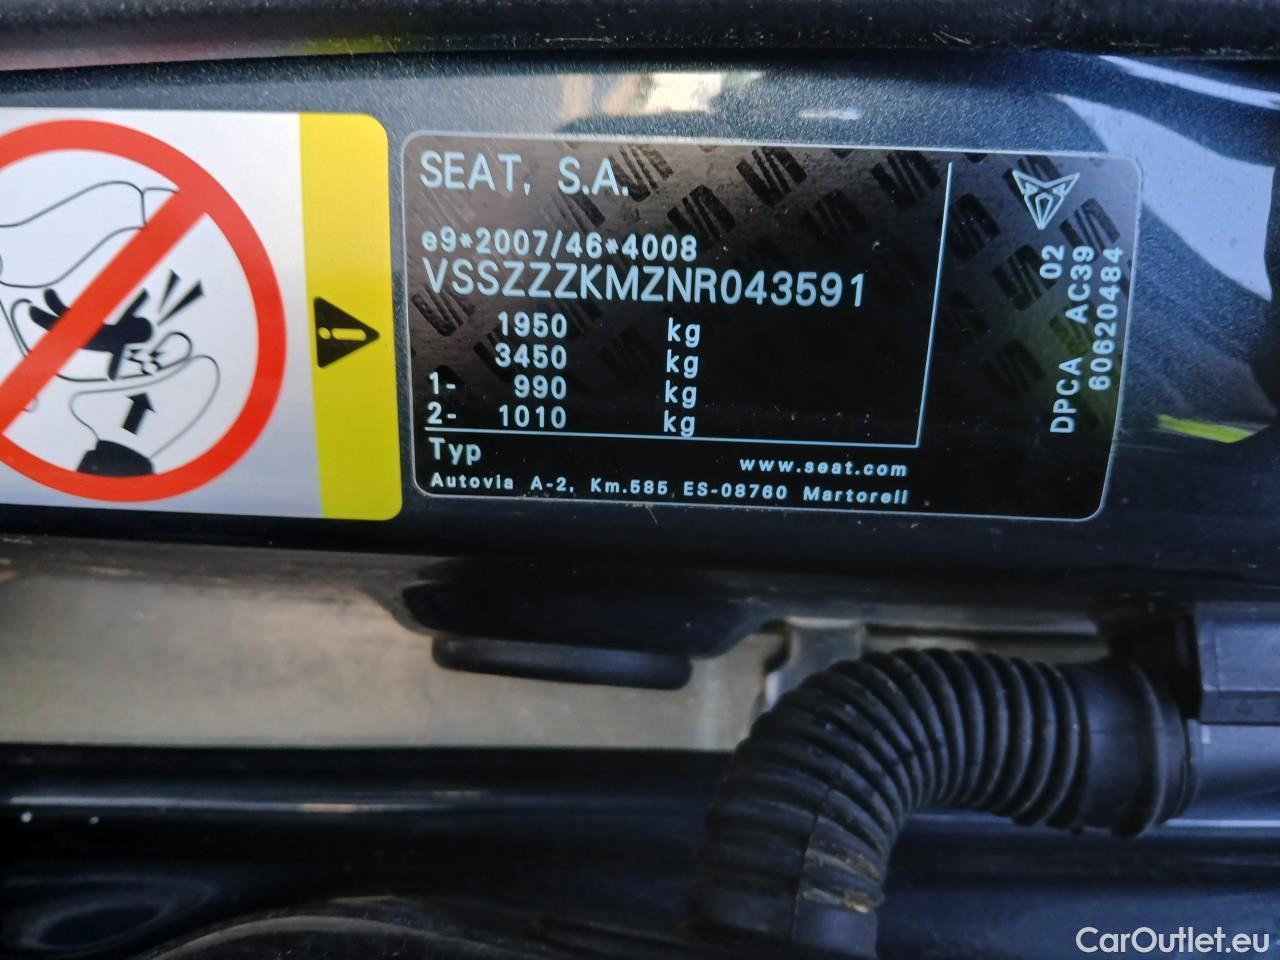 SEAT, S.A.
e9*2007/46*4008
VSSZZZKMZNR043591
1950 kg
3450 kg
1- 990 kg
2- 1010 kg
Typ
www.seat.com
Autovia A-2, Km.585 ES-08760 Martorell
02
DPCA AC39
60620484
CarOutlet.eu